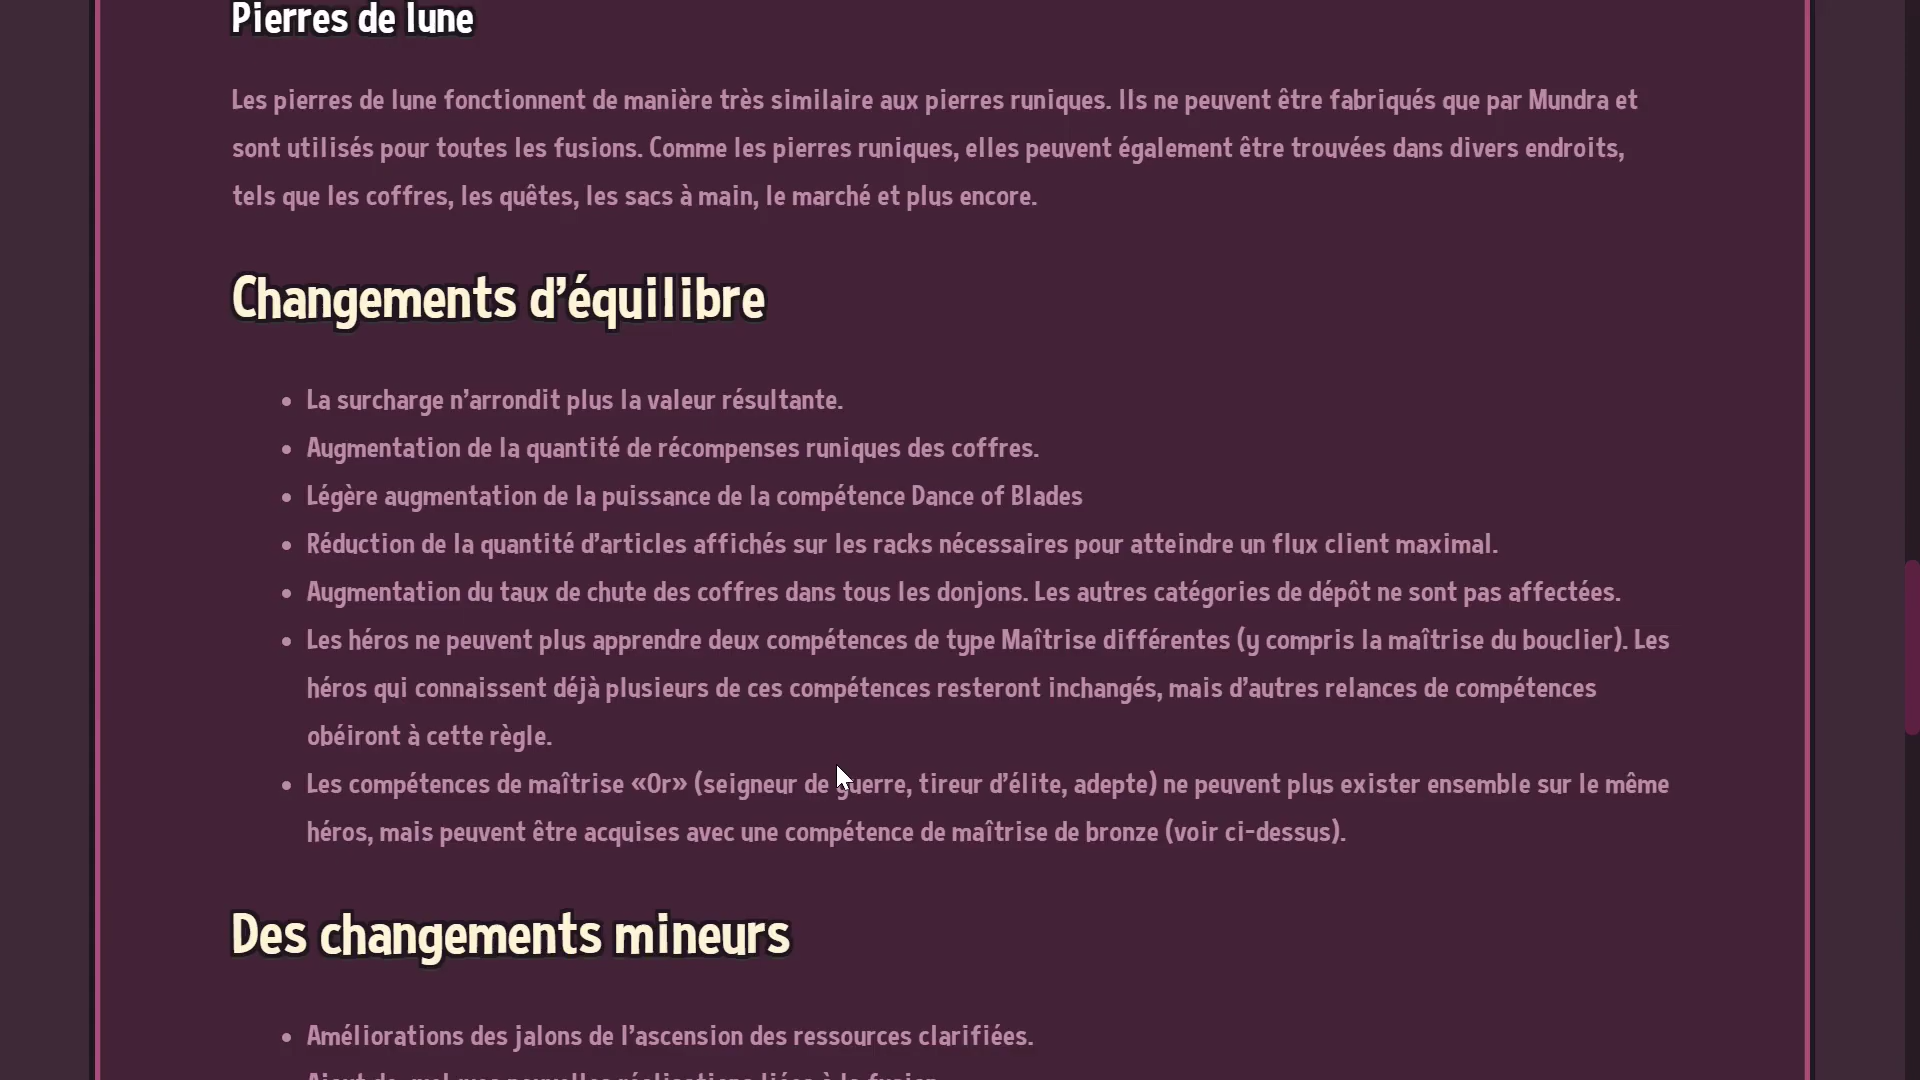 Pierres de lune
Les pierres de lune fonctionnent de manière très similaire aux pierres runiques. Ils ne peuvent être fabriqués que par Mundra et
sont utilisés pour toutes les fusions. Comme les pierres runiques, elles peuvent également être trouvées dans divers endroits,
tels que les coffres, les quêtes, les sacs à main, le marché et plus encore.
Changements d'équilibre
• La surcharge n'arrondit plus la valeur résultante.
• Augmentation de la quantité de récompenses runiques des coffres.
• Légère augmentation de la puissance de la compétence Dance of Blades
• Réduction de la quantité d'articles affichés sur les racks nécessaires pour atteindre un flux client maximal.
• Augmentation du taux de chute des coffres dans tous les donjons. Les autres catégories de dépôt ne sont pas affectées.
• Les héros ne peuvent plus apprendre deux compétences de type Maîtrise différentes (y compris la maîtrise du bouclier). Les
héros qui connaissent déjà plusieurs de ces compétences resteront inchangés, mais d'autres relances de compétences
obéiront à cette règle.
• Les compétences de maîtrise «Or» (seigneur de guerre, tireur d'élite, adepte) ne peuvent plus exister ensemble sur le même
héros, mais peuvent être acquises avec une compétence de maîtrise de bronze (voir ci-dessus).
Des changements mineurs
• Améliorations des jalons de l'ascension des ressources clarifiées.